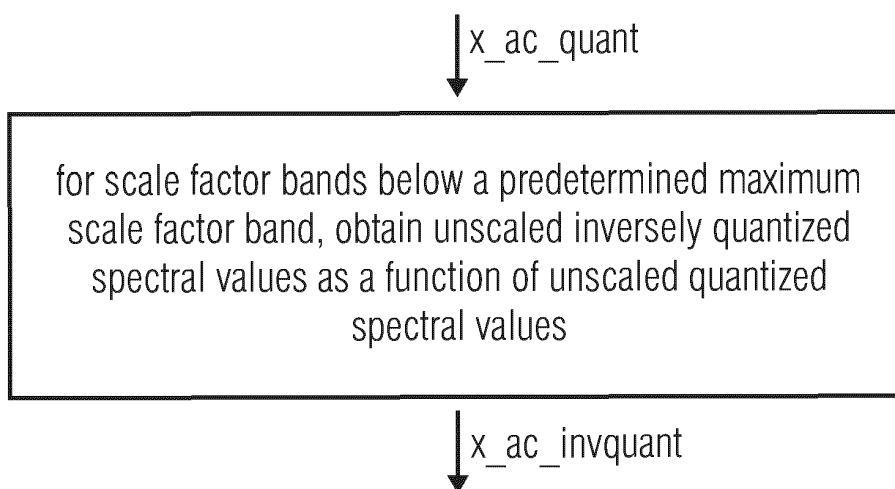 x_ac_quant
for scale factor bands below a predetermined maximum
scale factor band, obtain unscaled inversely quantized
spectral values as a function of unscaled quantized
spectral values
x_ac_invquant